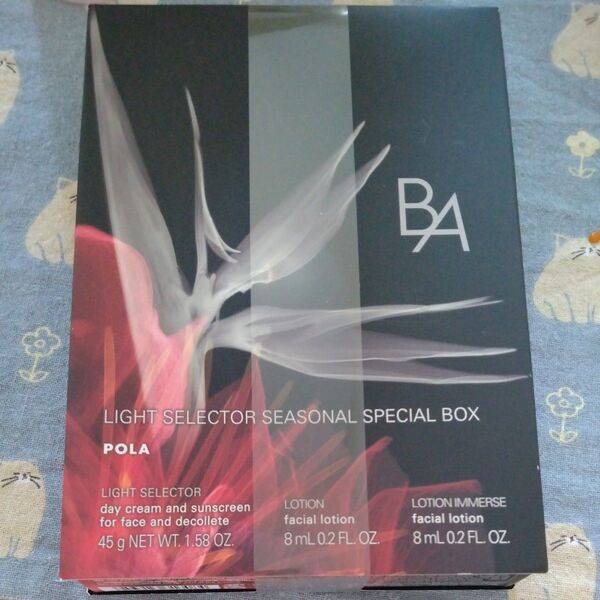 BA
LIGHT SELECTOR SEASONAL SPECIAL BOX
POLA
LIGHT SELECTOR
day cream and sunscreen
for face and decollete
45 g NET WT. 1.58 OZ.
LOTION
facial lotion
8 mL 0.2 FL. OZ.
LOTION IMMERSE
facial lotion
8 mL 0.2 FL. OZ.